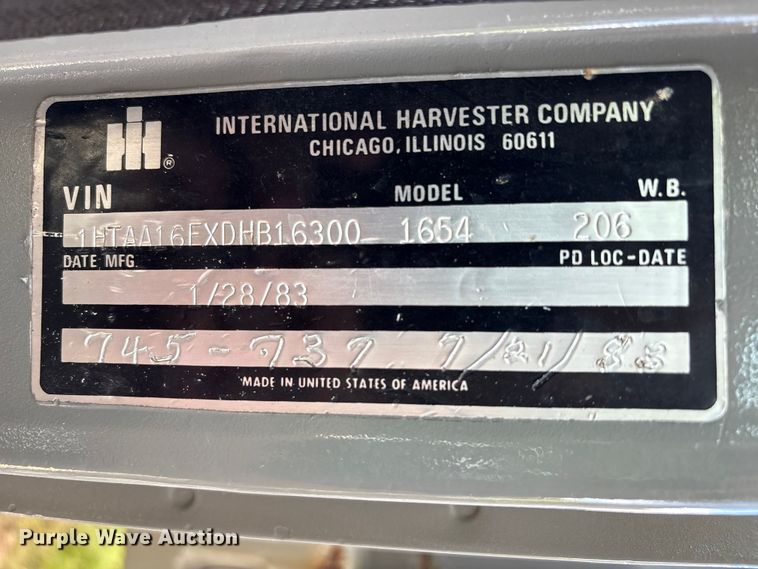 IH ®
INTERNATIONAL HARVESTER COMPANY
CHICAGO, ILLINOIS 60611
VIN MODEL W.B.
1HTAA16EXDHB16300 1654 206
DATE MFG. PD LOC-DATE
1/28/83
745-737 7/21/83
MADE IN UNITED STATES OF AMERICA
Purple Wave Auction